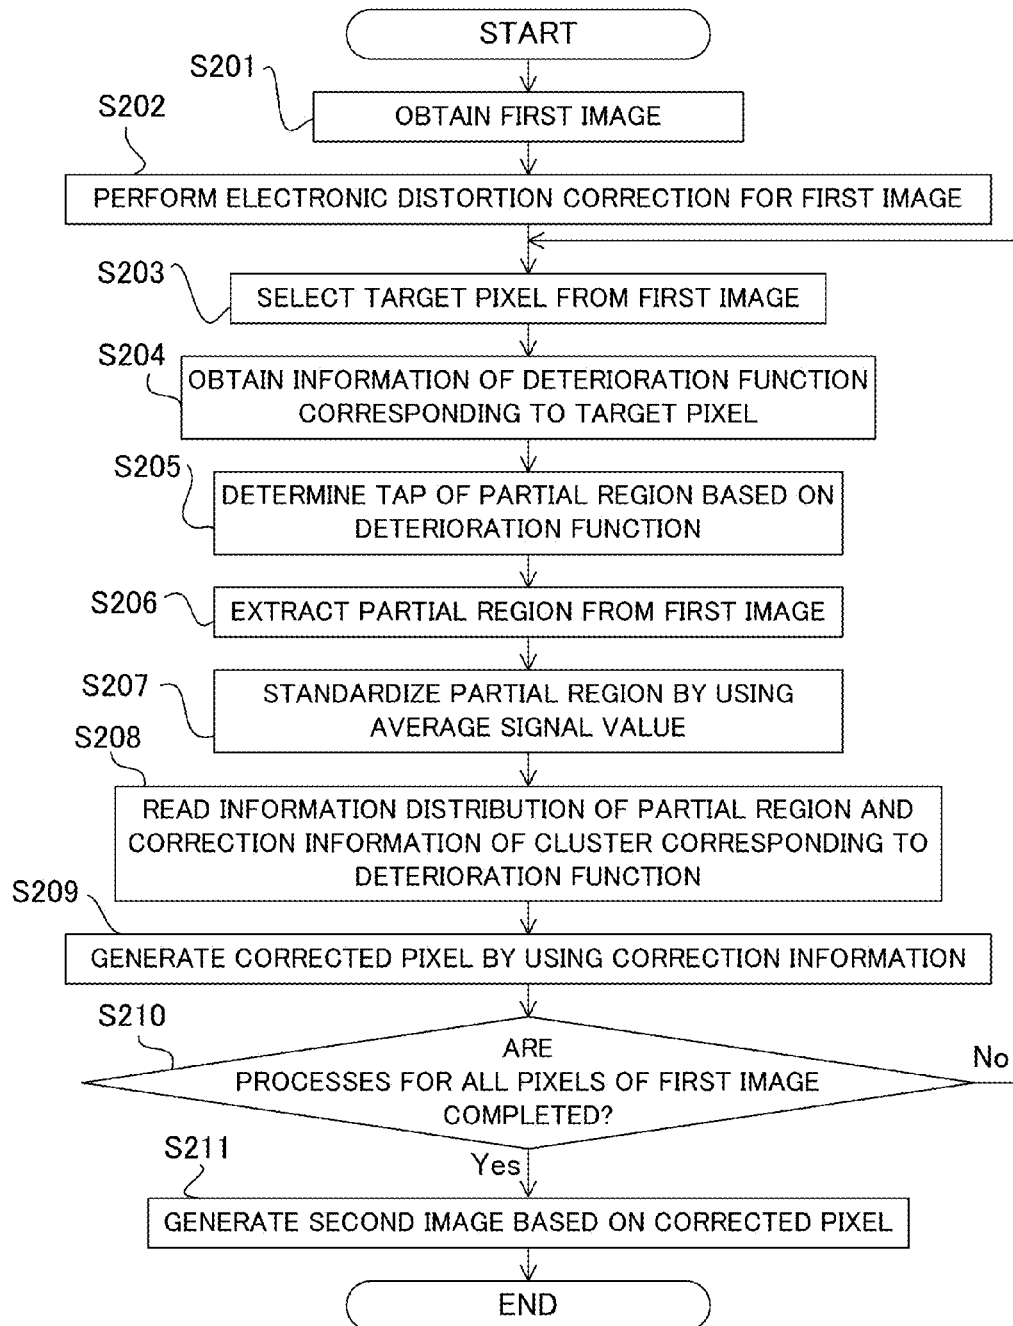 START
S201
OBTAIN FIRST IMAGE
S202
PERFORM ELECTRONIC DISTORTION CORRECTION FOR FIRST IMAGE
S203
SELECT TARGET PIXEL FROM FIRST IMAGE
S204
OBTAIN INFORMATION OF DETERIORATION FUNCTION
CORRESPONDING TO TARGET PIXEL
S205
DETERMINE TAP OF PARTIAL REGION BASED ON
DETERIORATION FUNCTION
S206
EXTRACT PARTIAL REGION FROM FIRST IMAGE
S207
STANDARDIZE PARTIAL REGION BY USING
AVERAGE SIGNAL VALUE
S208
READ INFORMATION DISTRIBUTION OF PARTIAL REGION AND
CORRECTION INFORMATION OF CLUSTER CORRESPONDING TO
DETERIORATION FUNCTION
S209
GENERATE CORRECTED PIXEL BY USING CORRECTION INFORMATION
S210
ARE
PROCESSES FOR ALL PIXELS OF FIRST IMAGE
COMPLETED?
No
Yes
S211
GENERATE SECOND IMAGE BASED ON CORRECTED PIXEL
END